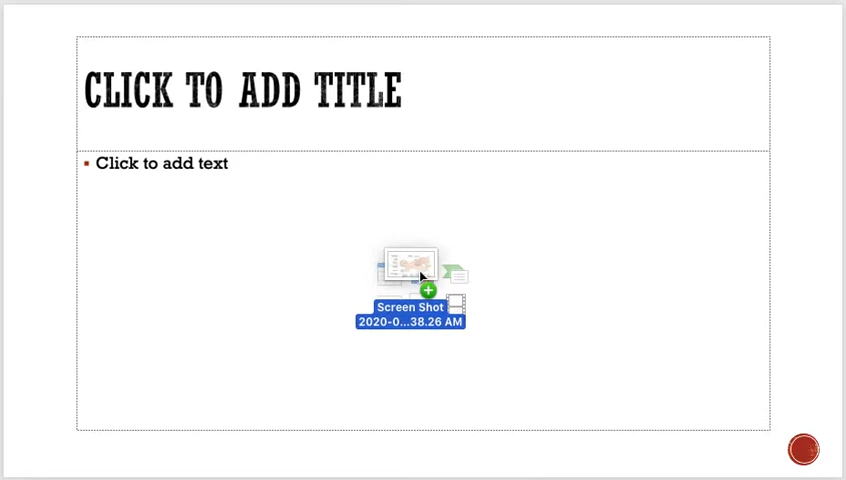 CLICK TO ADD TITLE
Click to add text
Screen Shot
2020-0...38.26 AM